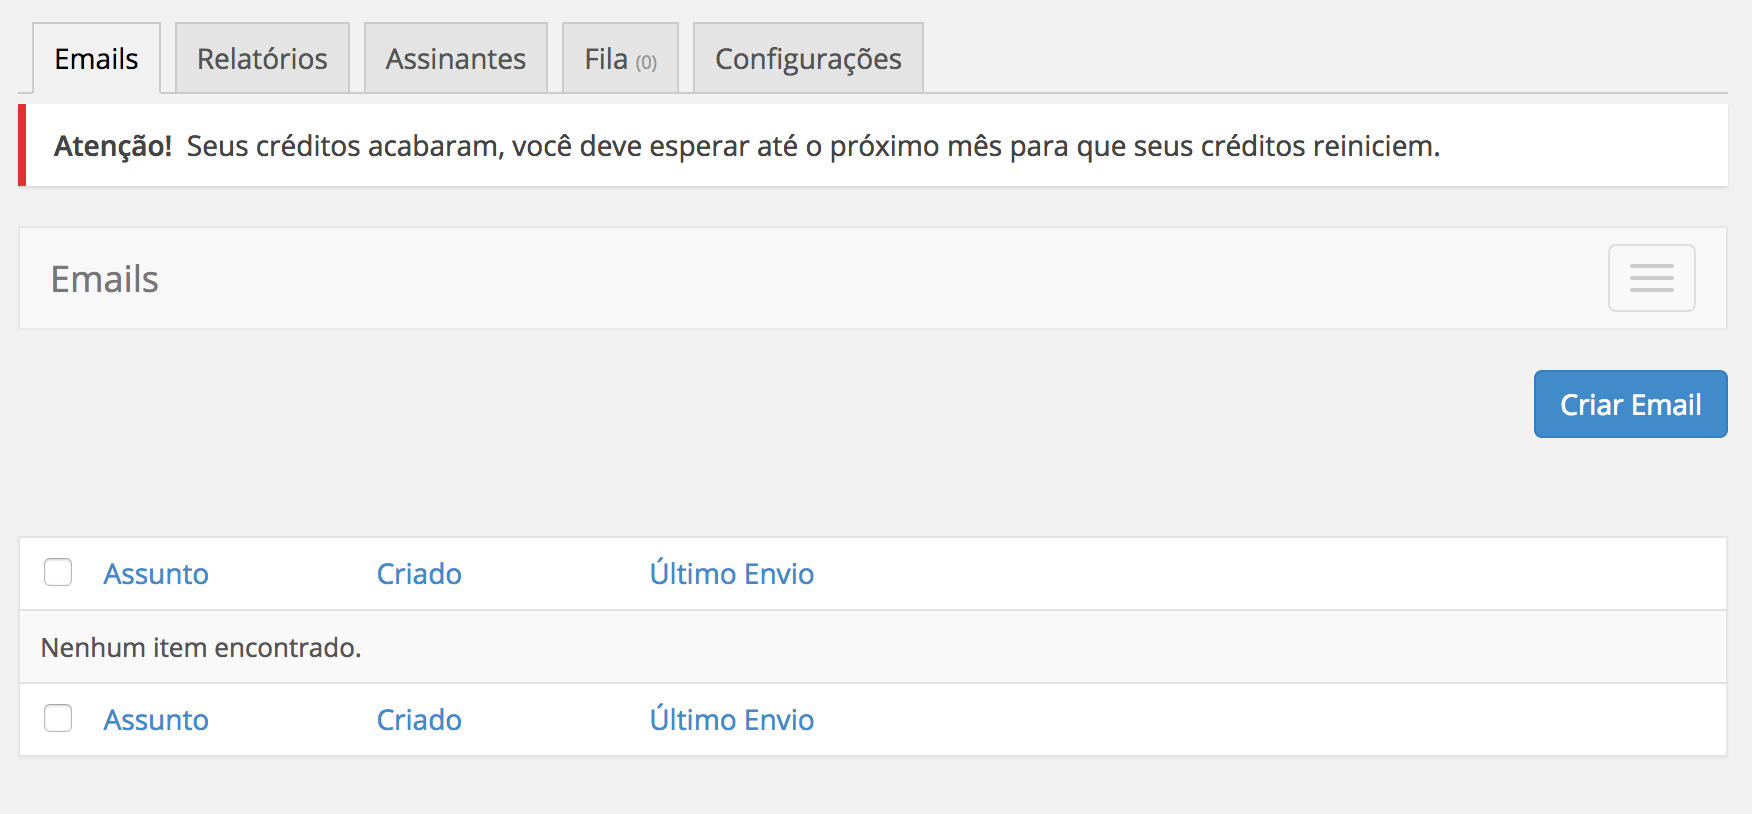 Emails Relatórios Assinantes Fila (0) Configurações
Atenção! Seus créditos acabaram, você deve esperar até o próximo mês para que seus créditos reiniciem.
Emails
Criar Email
Assunto Criado Último Envio
Nenhum item encontrado.
Assunto Criado Último Envio